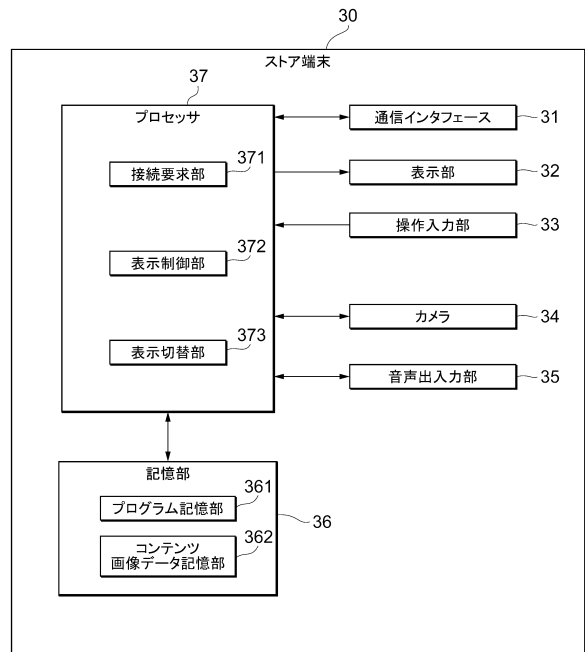 30
ストア端末
37
プロセッサ
371
接続要求部
372
表示制御部
373
表示切替部
通信インタフェース
31
表示部
32
操作入力部
33
カメラ
34
音声出入力部
35
記憶部
361
プログラム記憶部
36
362
コンテンツ
画像データ記憶部